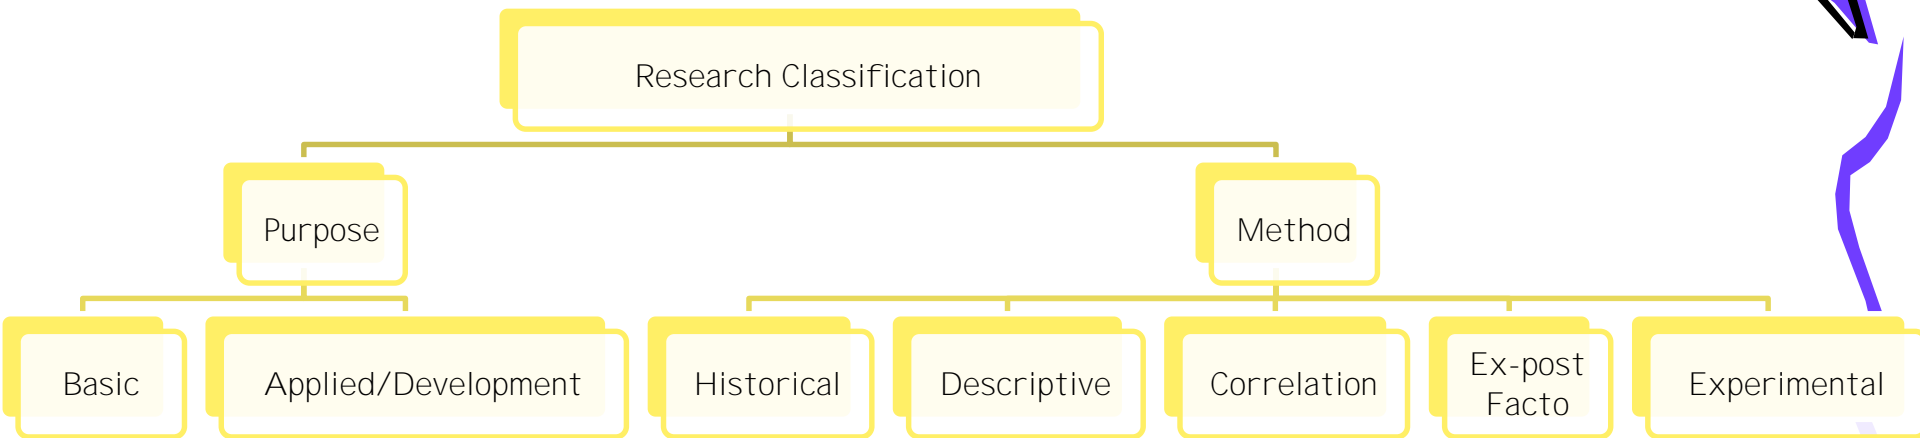 Research Classification
Purpose
Method
Basic
Applied/Development
Historical
Descriptive
Correlation
Ex-post
Facto
Experimental